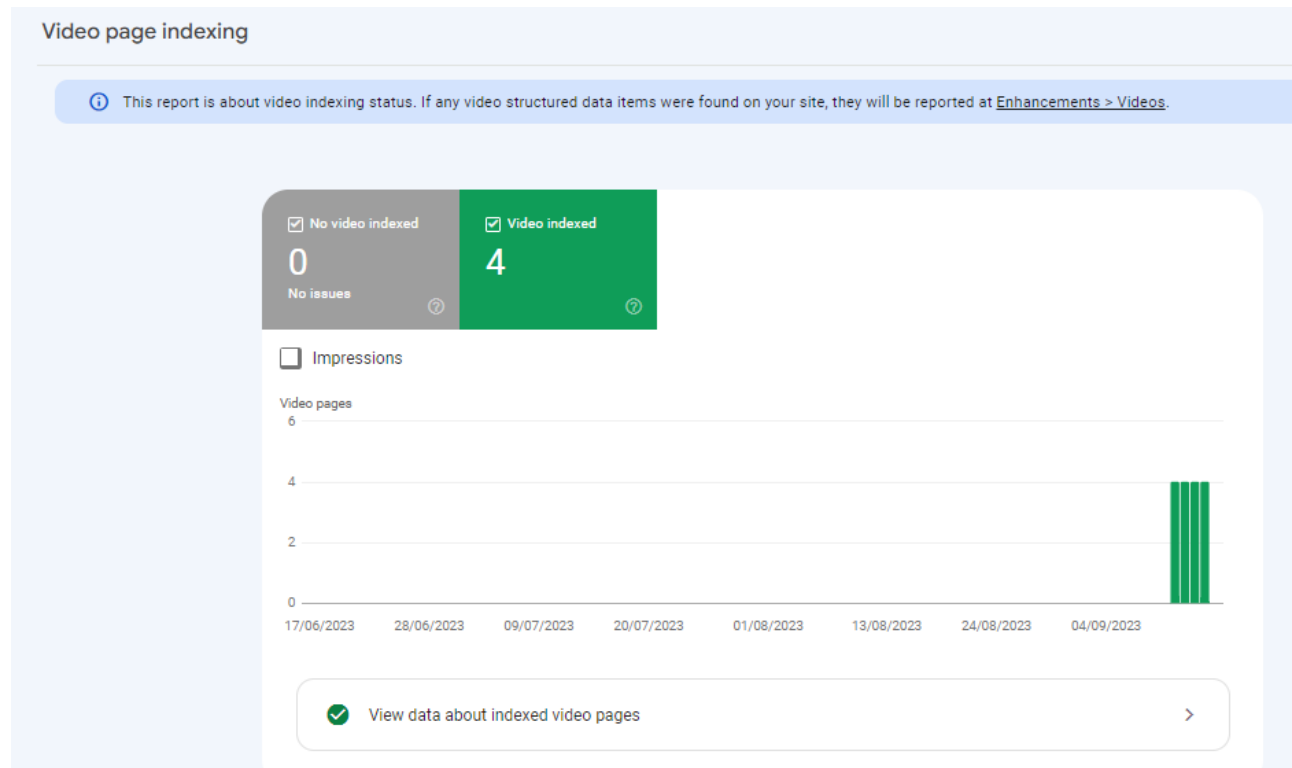 Video page indexing
This report is about video indexing status. If any video structured data items were found on your site, they will be reported at Enhancements > Videos.
No video indexed
0
No issues
Video indexed
4
Impressions
Video pages
6
4
2
0
17/06/2023 28/06/2023 09/07/2023 20/07/2023 01/08/2023 13/08/2023 24/08/2023 04/09/2023
View data about indexed video pages